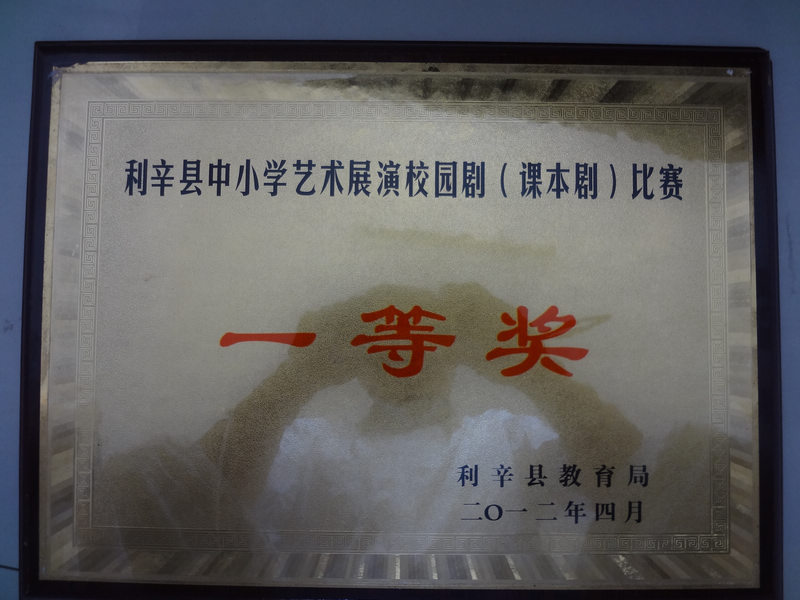 利辛县中小学艺术展演校园剧（课本剧）比赛
一等奖
利辛县教育局
二〇一二年四月